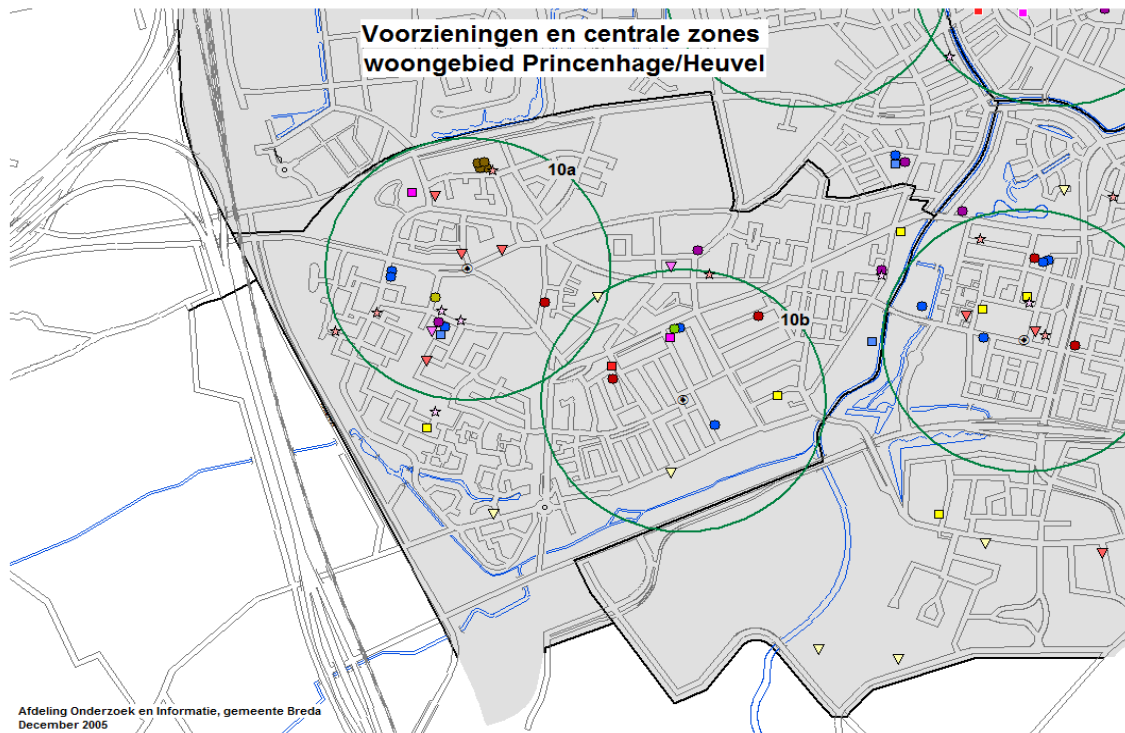 Voorzieningen en centrale zones
woongebied Princenhage/Heuvel
10a
10b
Afdeling Onderzoek en Informatie, gemeente Breda
December 2005